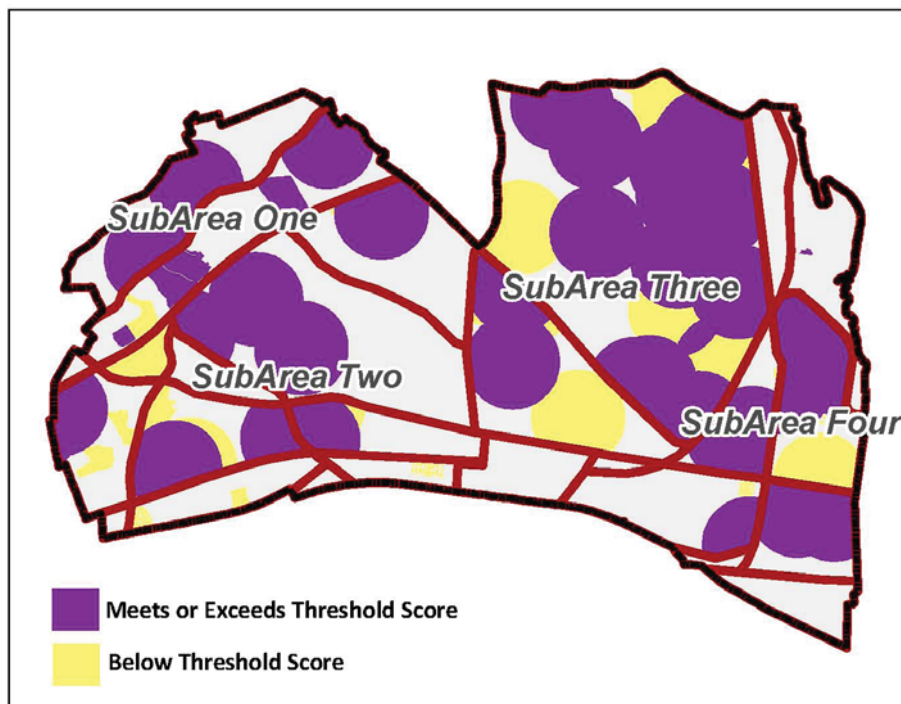 SubArea One
SubArea Three
SubArea Two
SubArea Four
Meets or Exceeds Threshold Score
Below Threshold Score